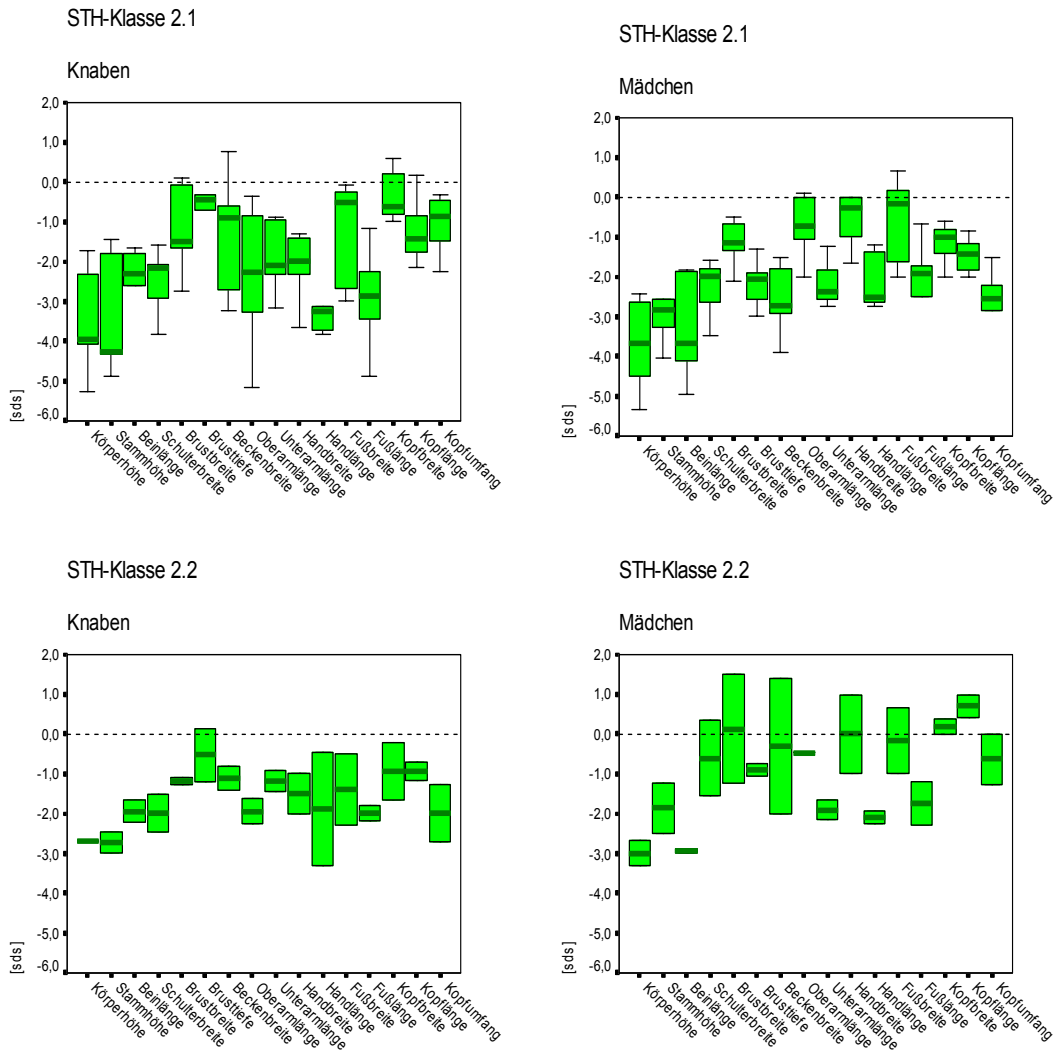 STH-Klasse 2.1
Knaben
2,0
1,0
0,0
-1,0
-2,0
-3,0
-4,0
-5,0
-6,0
[sds]
Körperhöhe
Stammhöhe
Beinlänge
Schulterbreite
Brustbreite
Brusttiefe
Beckenbreite
Oberarmlänge
Unterarmlänge
Handbreite
Handlänge
Fußbreite
Fußlänge
Kopfbreite
Kopflänge
Kopfumfang
STH-Klasse 2.1
Mädchen
2,0
1,0
0,0
-1,0
-2,0
-3,0
-4,0
-5,0
-6,0
[sds]
Körperhöhe
Stammhöhe
Beinlänge
Schulterbreite
Brustbreite
Brusttiefe
Beckenbreite
Oberarmlänge
Unterarmlänge
Handbreite
Handlänge
Fußbreite
Fußlänge
Kopfbreite
Kopflänge
Kopfumfang
STH-Klasse 2.2
Knaben
2,0
1,0
0,0
-1,0
-2,0
-3,0
-4,0
-5,0
-6,0
[sds]
Körperhöhe
Stammhöhe
Beinlänge
Schulterbreite
Brustbreite
Brusttiefe
Beckenbreite
Oberarmlänge
Unterarmlänge
Handbreite
Handlänge
Fußbreite
Fußlänge
Kopfbreite
Kopflänge
Kopfumfang
STH-Klasse 2.2
Mädchen
2,0
1,0
0,0
-1,0
-2,0
-3,0
-4,0
-5,0
-6,0
[sds]
Körperhöhe
Stammhöhe
Beinlänge
Schulterbreite
Brustbreite
Brusttiefe
Beckenbreite
Oberarmlänge
Unterarmlänge
Handbreite
Handlänge
Fußbreite
Fußlänge
Kopfbreite
Kopflänge
Kopfumfang